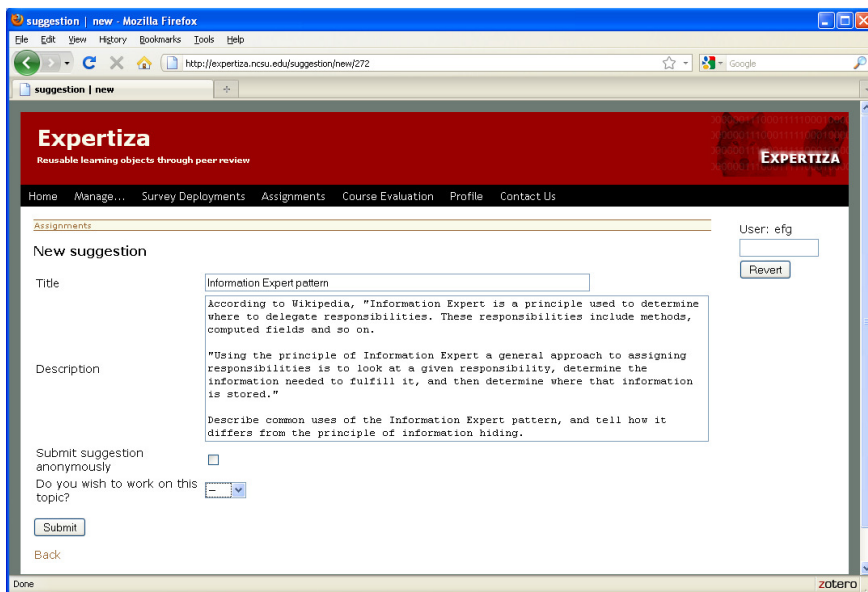 suggestion | new - Mozilla Firefox
File Edit View History Bookmarks Tools Help
http://expertiza.ncsu.edu/suggestion/new/272
Google
suggestion | new
Expertiza
Reusable learning objects through peer review
EXPERTIZA
Home Manage... Survey Deployments Assignments Course Evaluation Profile Contact Us
Assignments
User: efg
New suggestion
Revert
Title
Information Expert pattern
Description
According to Wikipedia, "Information Expert is a principle used to determine
where to delegate responsibilities. These responsibilities include methods,
computed fields and so on.
"Using the principle of Information Expert a general approach to assigning
responsibilities is to look at a given responsibility, determine the
information needed to fulfill it, and then determine where that information
is stored."
Describe common uses of the Information Expert pattern, and tell how it
differs from the principle of information hiding.
Submit suggestion
anonymously
Do you wish to work on this
topic?
--
Submit
Back
Done
zotero